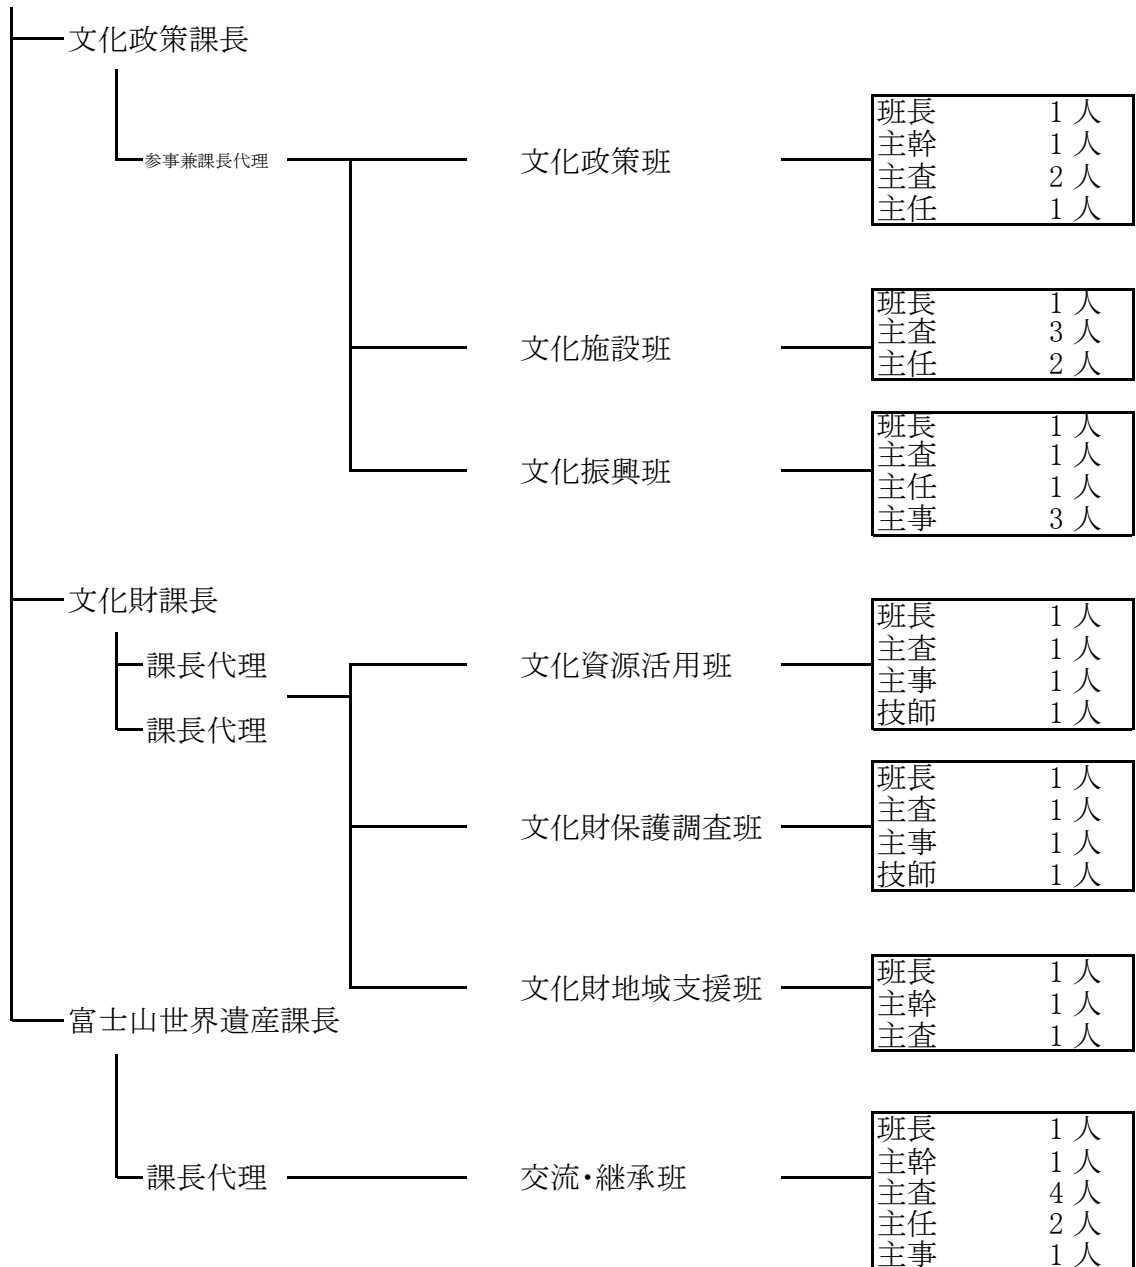 文化政策課長
参事兼課長代理
文化政策班
班長 1人
主幹 1人
主査 2人
主任 1人
文化施設班
班長 1人
主査 3人
主任 2人
文化振興班
班長 1人
主査 1人
主任 1人
主事 3人
文化財課長
課長代理
課長代理
文化資源活用班
班長 1人
主査 1人
主事 1人
技師 1人
文化財保護調査班
班長 1人
主査 1人
主事 1人
技師 1人
文化財地域支援班
班長 1人
主幹 1人
主査 1人
富士山世界遺産課長
課長代理
交流・継承班
班長 1人
主幹 1人
主査 4人
主任 2人
主事 1人